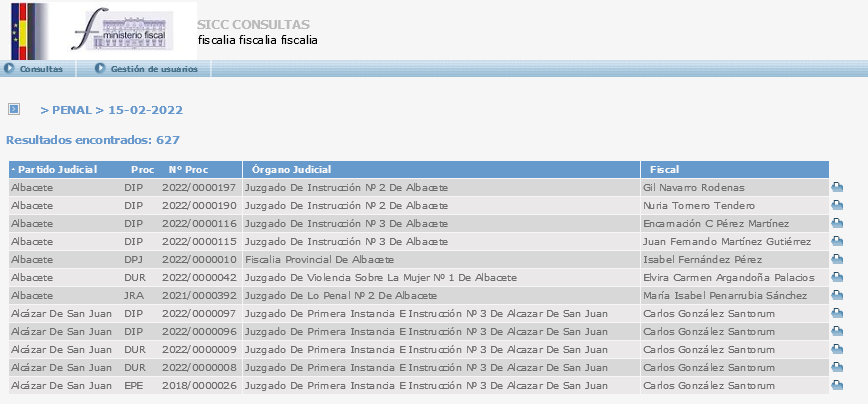 SICC CONSULTAS
f ministerio fiscal
fiscalia fiscalia fiscalia
Consultas Gestión de usuarios
> PENAL > 15-02-2022
Resultados encontrados: 627
- Partido Judicial Proc Nº Proc Órgano Judicial Fiscal
Albacete DIP 2022/0000197 Juzgado De Instrucción Nº 2 De Albacete Gil Navarro Rodenas
Albacete DIP 2022/0000190 Juzgado De Instrucción Nº 2 De Albacete Nuria Tornero Tendero
Albacete DIP 2022/0000116 Juzgado De Instrucción Nº 3 De Albacete Encarnación C Pérez Martínez
Albacete DIP 2022/0000115 Juzgado De Instrucción Nº 3 De Albacete Juan Fernando Martínez Gutiérrez
Albacete DPJ 2022/0000010 Fiscalia Provincial De Albacete Isabel Fernández Pérez
Albacete DUR 2022/0000042 Juzgado De Violencia Sobre La Mujer Nº 1 De Albacete Elvira Carmen Argandoña Palacios
Albacete JRA 2021/0000392 Juzgado De Lo Penal Nº 2 De Albacete María Isabel Penarrubia Sánchez
Alcázar De San Juan DIP 2022/0000097 Juzgado De Primera Instancia E Instrucción Nº 3 De Alcazar De San Juan Carlos González Santorum
Alcázar De San Juan DIP 2022/0000096 Juzgado De Primera Instancia E Instrucción Nº 3 De Alcazar De San Juan Carlos González Santorum
Alcázar De San Juan DUR 2022/0000009 Juzgado De Primera Instancia E Instrucción Nº 3 De Alcazar De San Juan Carlos González Santorum
Alcázar De San Juan DUR 2022/0000008 Juzgado De Primera Instancia E Instrucción Nº 3 De Alcazar De San Juan Carlos González Santorum
Alcázar De San Juan EPE 2018/0000026 Juzgado De Primera Instancia E Instrucción Nº 3 De Alcazar De San Juan Carlos González Santorum